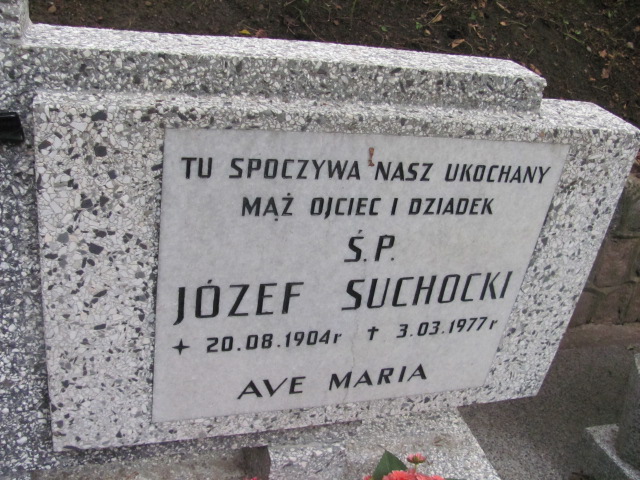 TU SPOCZYWA NASZ UKOCHANY
MĄŻ OJCIEC I DZIADEK
Ś.P.
JÓZEF SUCHOCKI
✦ 20.08.1904r ✝ 3.03.1977r
AVE MARIA